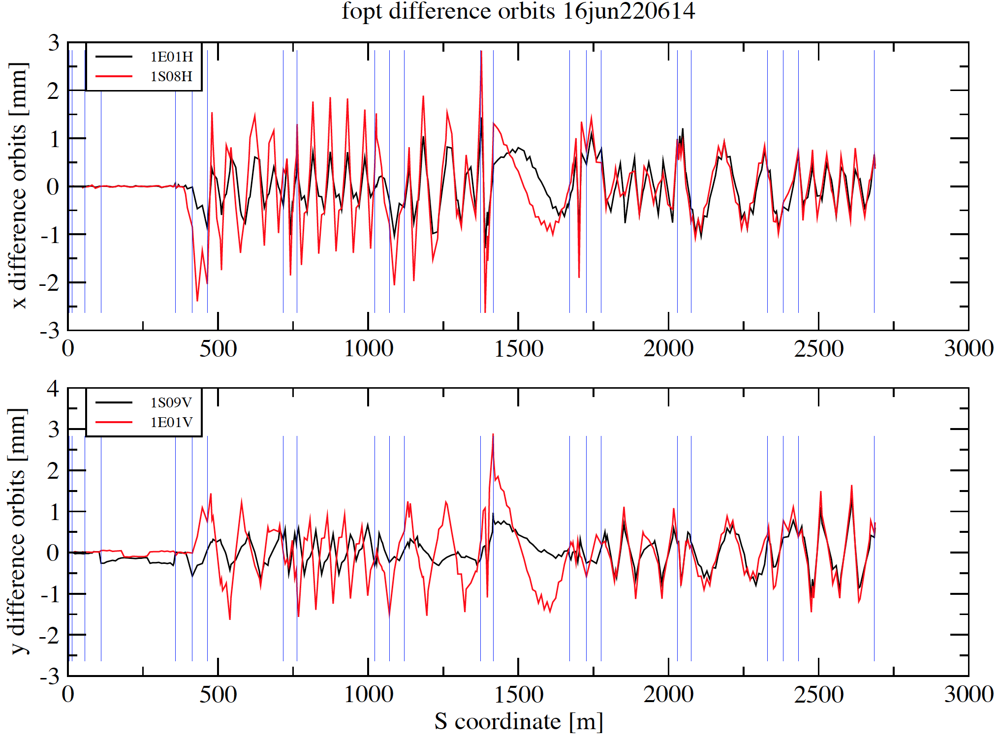 fopt difference orbits 16jun220614
3
2
1
0
-1
-2
-3
x difference orbits [mm]
1E01H
1S08H
0 500 1000 1500 2000 2500 3000
4
3
2
1
0
-1
-2
-3
y difference orbits [mm]
1S09V
1E01V
0 500 1000 1500 2000 2500 3000
S coordinate [m]